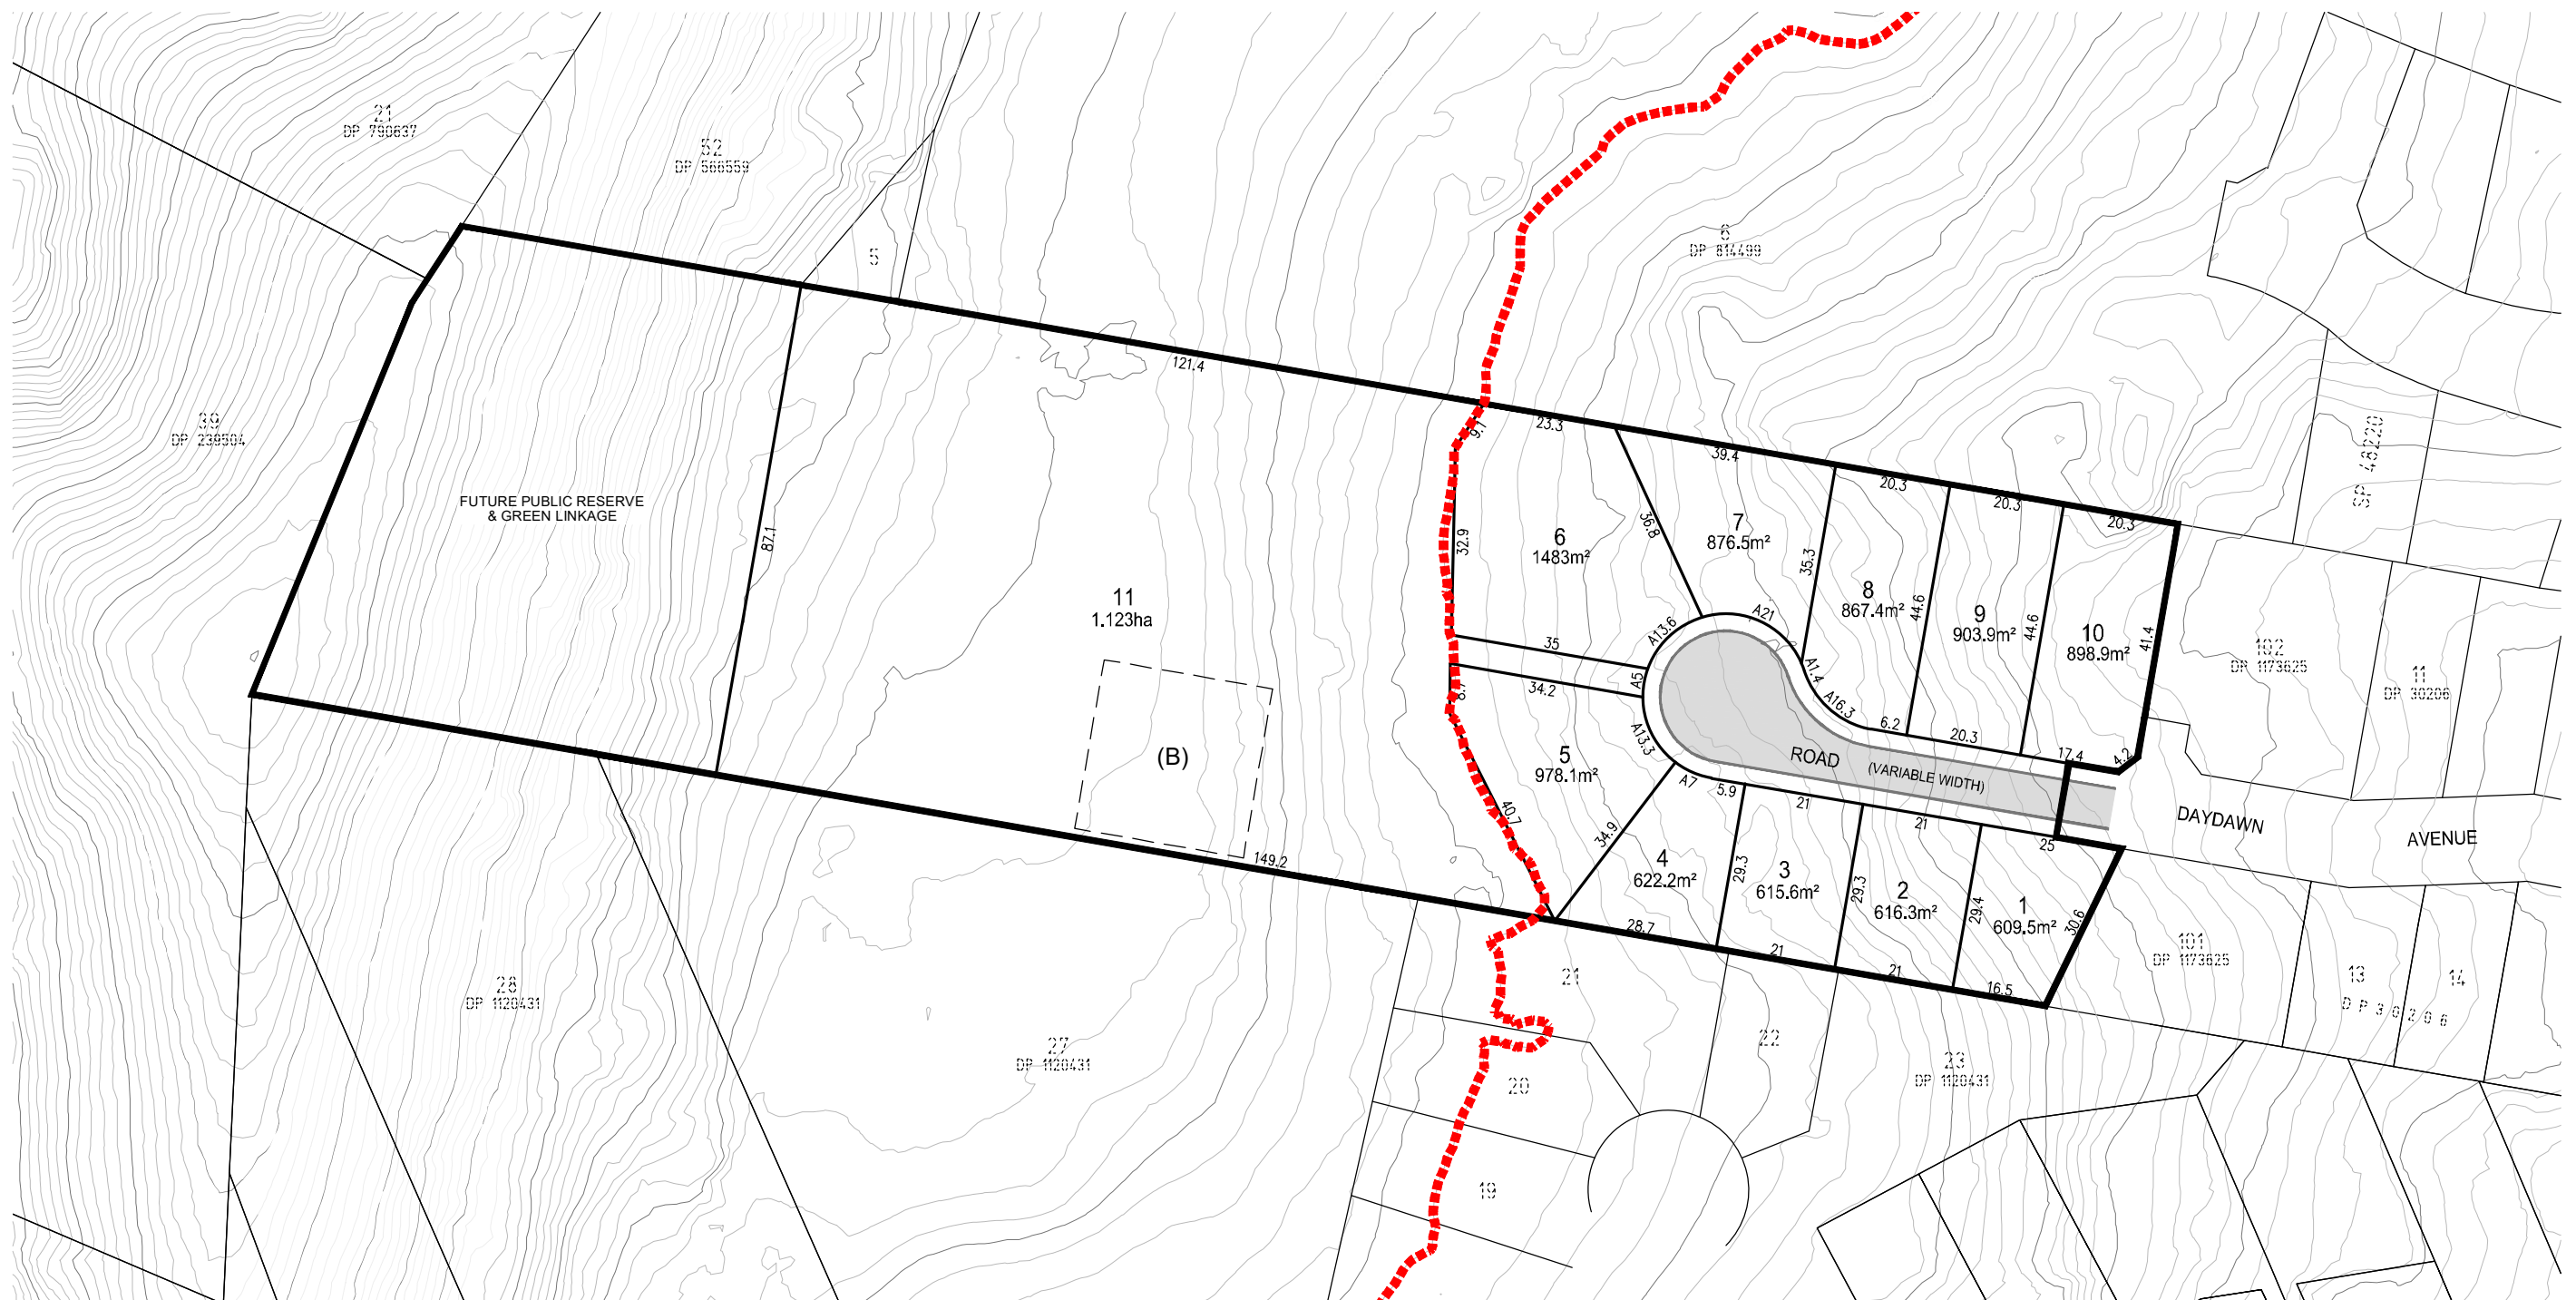 21
DP 790637
52
DP 566559
5
6
DP 814499
39
DP 239504
FUTURE PUBLIC RESERVE
& GREEN LINKAGE
87.1
121.4
11
1.123ha
(B)
149.2
9.7
23.3
32.9
6
1483m²
36.8
39.4
7
876.5m²
35.3
20.3
8
867.4m²
44.6
20.3
9
903.9m²
44.6
20.3
10
898.9m²
41.4
4.2
17.4
20.3
6.2
A16.3
A1.4
A21
A13.6
35
A5
34.2
8.7
A13.3
5
978.1m²
40.7
34.9
A7
5.9
4
622.2m²
28.7
29.3
21
3
615.6m²
21
29.3
21
2
616.3m²
21
29.4
25
1
609.5m²
16.5
30.6
ROAD
(VARIABLE WIDTH)
DAYDAWN
AVENUE
SP 48220
102
DP 1173625
11
DP 30206
101
DP 1173625
13
14
D P 3 0 2 0 6
28
DP 1120431
27
DP 1120431
21
22
20
19
23
DP 1120431